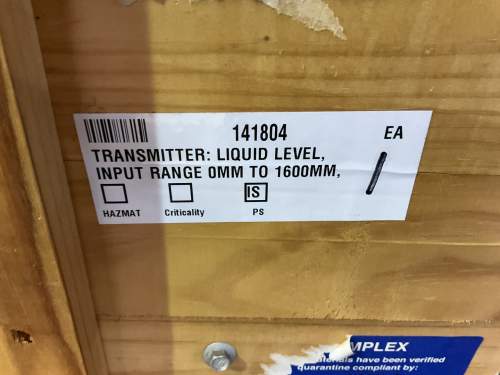 141804
EA
TRANSMITTER: LIQUID LEVEL,
INPUT RANGE 0MM TO 1600MM,
IS
HAZMAT
Criticality
PS
MPLEX
have been verified
quarantine compliant by: